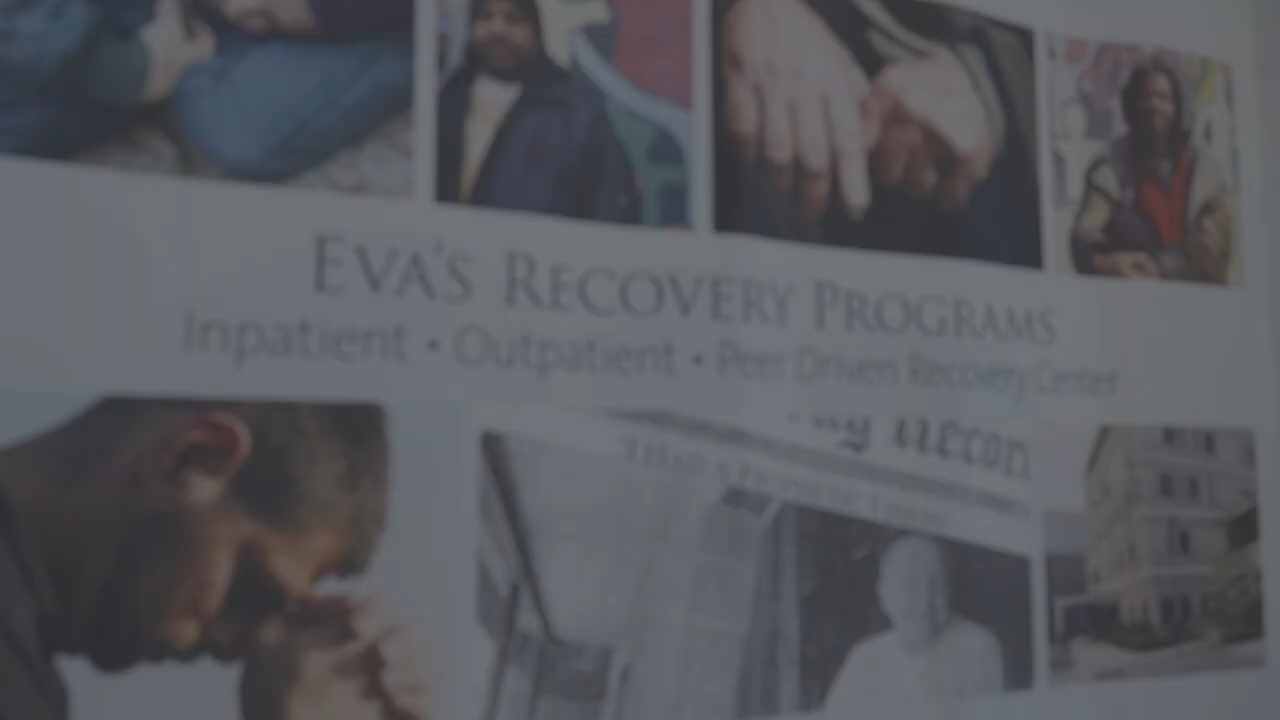 EVA'S RECOVERY PROGRAMS
Inpatient • Outpatient • Peer Driven Recovery Center